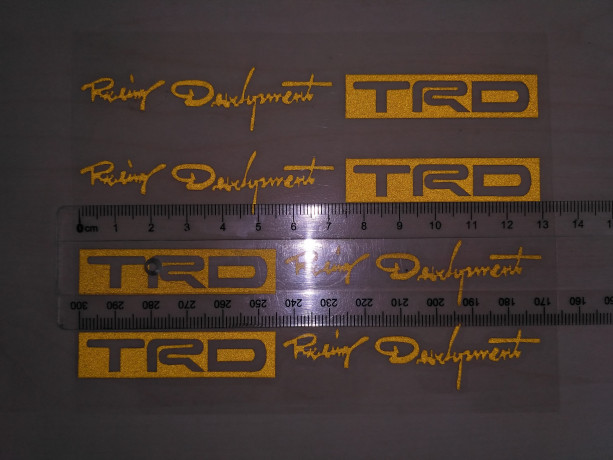 Racing Development TRD
Racing Development TRD
0cm 1 2 3 4 5 6 7 8 9 10 11 12 13 14 15
TRD Racing Development
300 290 280 270 260 250 240 230 220 210 200 190 180 170 160
TRD Racing Development